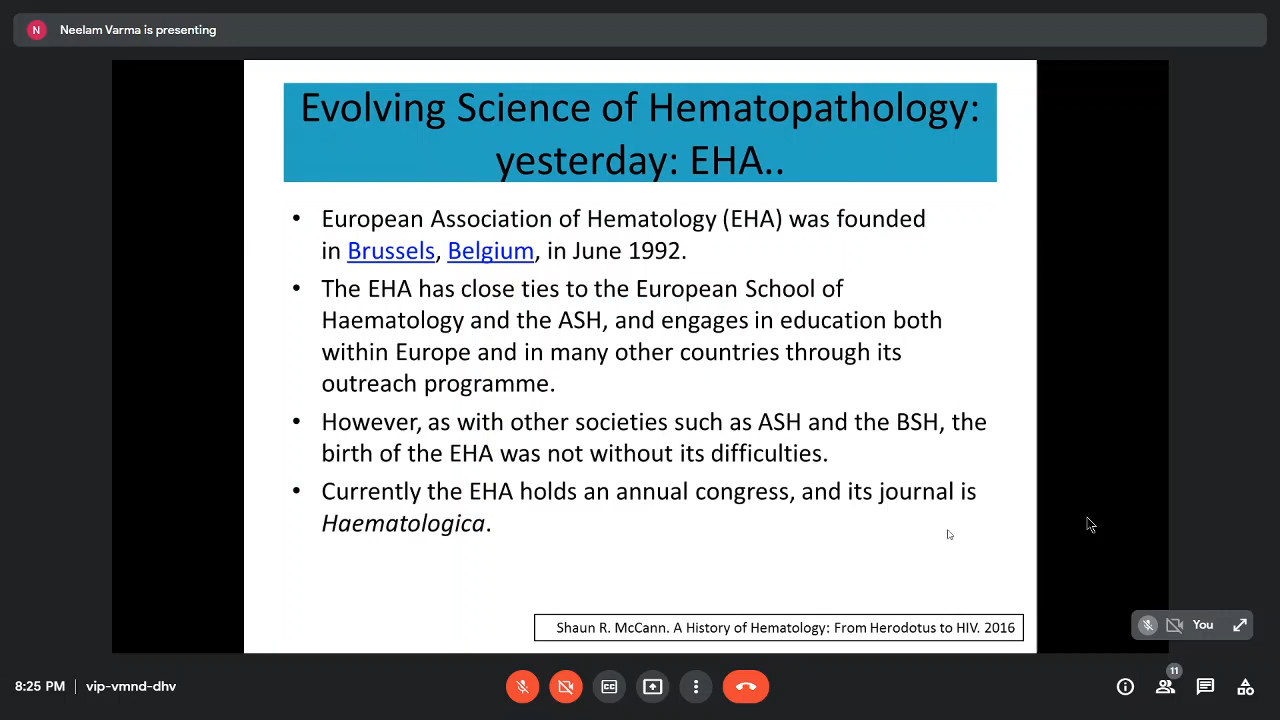 N Neelam Varma is presenting
Evolving Science of Hematopathology:
yesterday: EHA..
• European Association of Hematology (EHA) was founded
in Brussels, Belgium, in June 1992.
• The EHA has close ties to the European School of
Haematology and the ASH, and engages in education both
within Europe and in many other countries through its
outreach programme.
• However, as with other societies such as ASH and the BSH, the
birth of the EHA was not without its difficulties.
• Currently the EHA holds an annual congress, and its journal is
Haematologica.
Shaun R. McCann. A History of Hematology: From Herodotus to HIV. 2016
You
8:25 PM | vip-vmnd-dhv
11